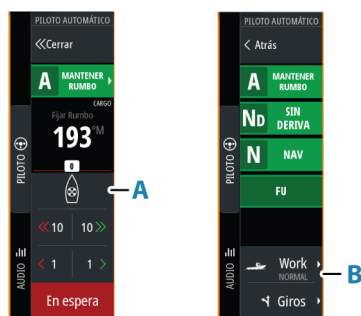 PILOTO AUTOMÁTICO
Cerrar
A MANTENER RUMBO
CARGO
Fijar Rumbo
193°M
0
A
10 10
1 1
En espera
PILOTO
AUDIO
PILOTO AUTOMÁTICO
Atrás
A MANTENER RUMBO
ND SIN DERIVA
N NAV
FU
Work
NORMAL
B
Giros
PILOTO
AUDIO